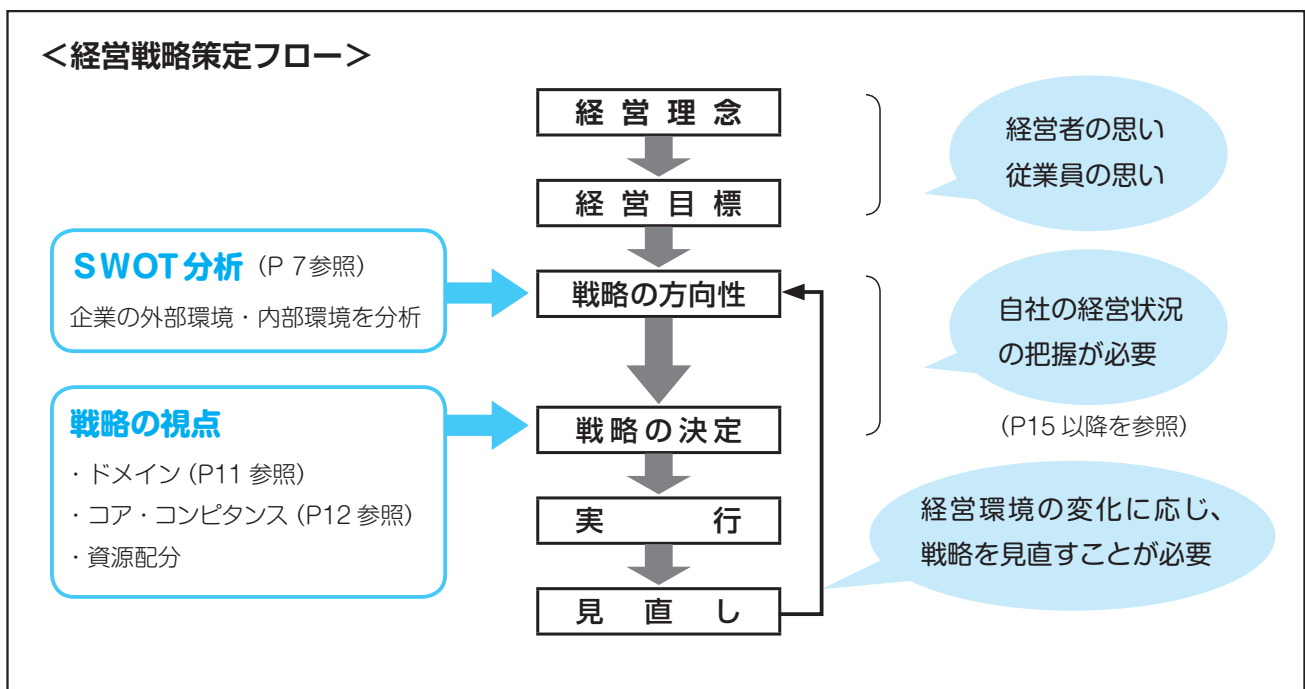 ＜経営戦略策定フロー＞
経営理念
経営目標
経営者の思い
従業員の思い
SWOT分析（P 7参照）
企業の外部環境・内部環境を分析
戦略の方向性
自社の経営状況
の把握が必要
（P15 以降を参照）
戦略の視点
・ドメイン（P11 参照）
・コア・コンピタンス（P12 参照）
・資源配分
戦略の決定
実行
経営環境の変化に応じ、
戦略を見直すことが必要
見直し